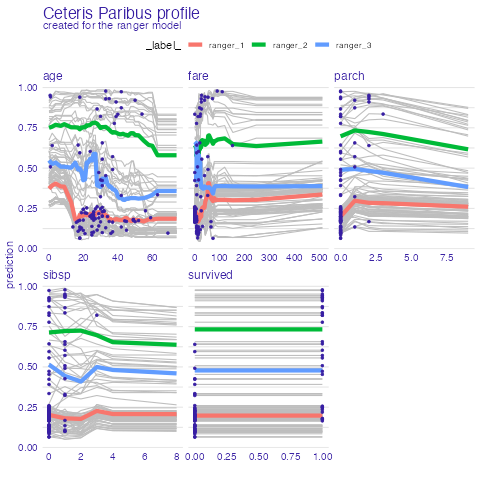 Ceteris Paribus profile
created for the ranger model
_label_ ranger_1 ranger_2 ranger_3
age fare parch
1.00
0.75
0.50
0.25
0.00
0 20 40 60 0 100 200 300 400 500 0.0 2.5 5.0 7.5
prediction
sibsp survived
1.00
0.75
0.50
0.25
0.00
0 2 4 6 8 0.00 0.25 0.50 0.75 1.00